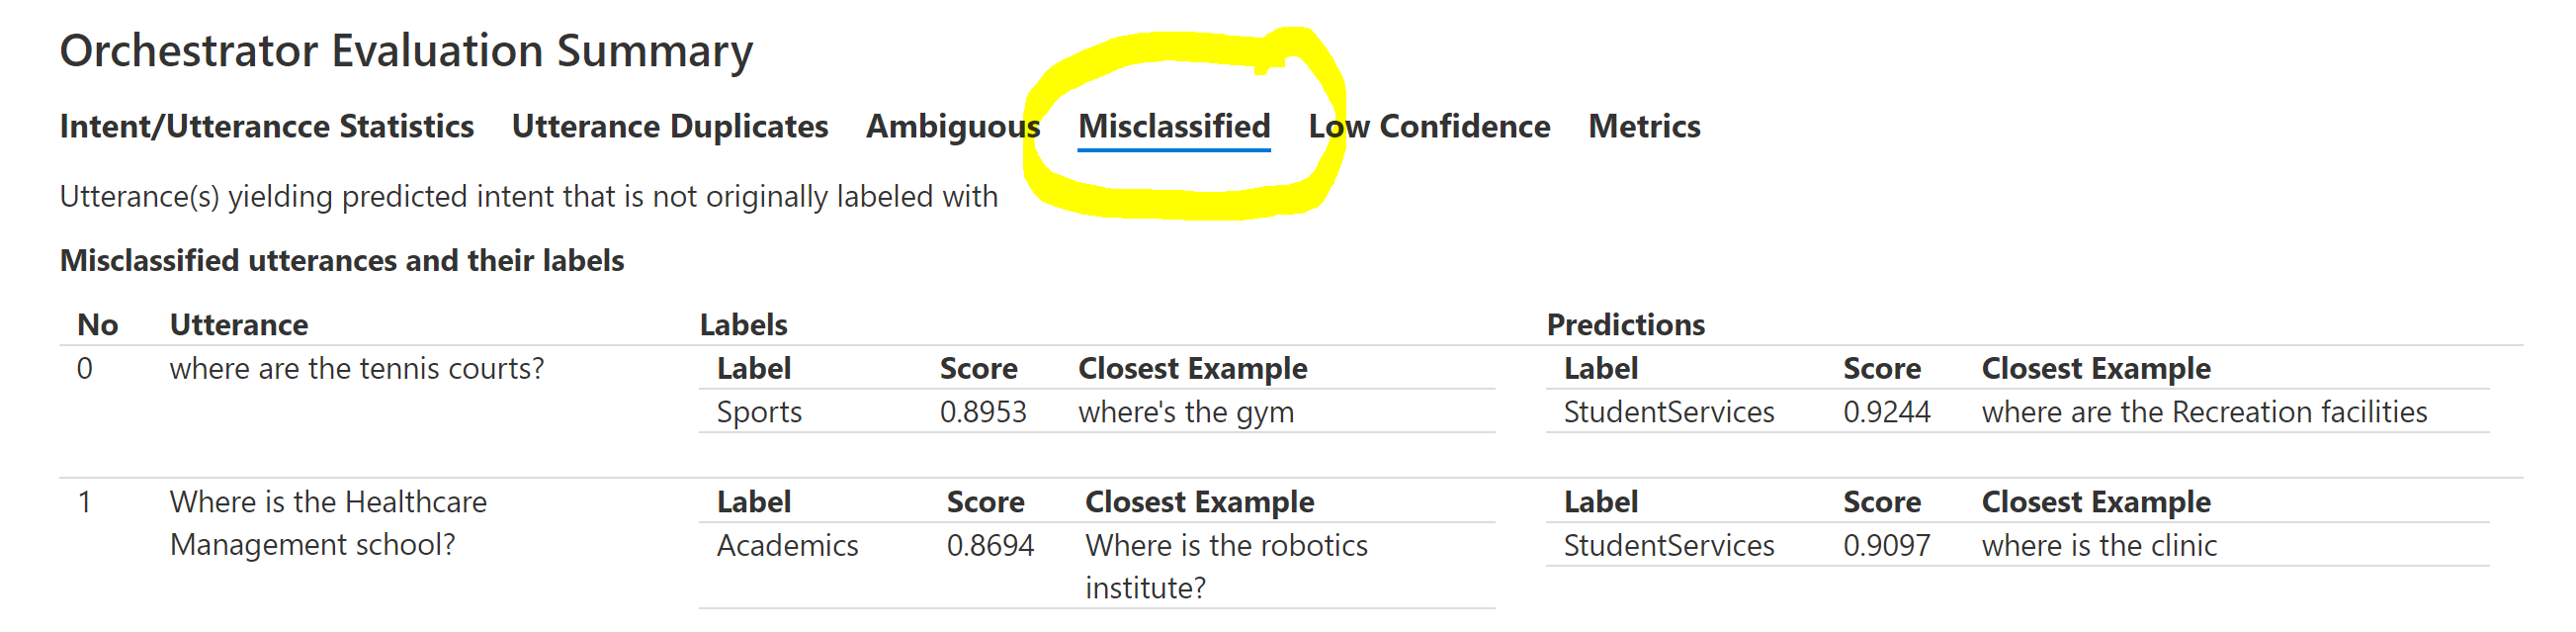 Orchestrator Evaluation Summary
Intent/Utterancce Statistics Utterance Duplicates Ambiguous Misclassified Low Confidence Metrics
Utterance(s) yielding predicted intent that is not originally labeled with
Misclassified utterances and their labels
No Utterance Labels Predictions
0 where are the tennis courts? Label Score Closest Example Label Score Closest Example
Sports 0.8953 where's the gym StudentServices 0.9244 where are the Recreation facilities
1 Where is the Healthcare Label Score Closest Example Label Score Closest Example
Management school? Academics 0.8694 Where is the robotics StudentServices 0.9097 where is the clinic
institute?